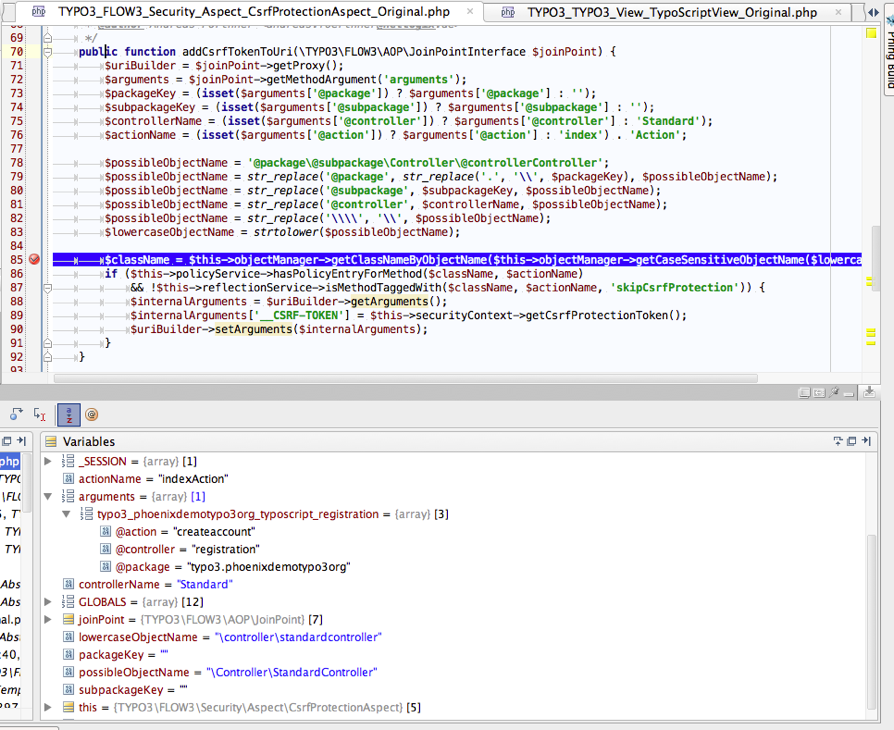 TYPO3_FLOW3_Security_Aspect_CsrfProtectionAspect_Original.php
TYPO3_TYPO3_View_TypoScriptView_Original.php
69 */
70 public function addCsrfTokenToUri(\TYPO3\FLOW3\AOP\JoinPointInterface $joinPoint) {
71 $uriBuilder = $joinPoint->getProxy();
72 $arguments = $joinPoint->getMethodArgument('arguments');
73 $packageKey = (isset($arguments['@package']) ? $arguments['@package'] : '');
74 $subpackageKey = (isset($arguments['@subpackage']) ? $arguments['@subpackage'] : '');
75 $controllerName = (isset($arguments['@controller']) ? $arguments['@controller'] : 'Standard');
76 $actionName = (isset($arguments['@action']) ? $arguments['@action'] : 'index') . 'Action';
77
78 $possibleObjectName = '@package\@subpackage\Controller\@controllerController';
79 $possibleObjectName = str_replace('@package', str_replace('.', '\\', $packageKey), $possibleObjectName);
80 $possibleObjectName = str_replace('@subpackage', $subpackageKey, $possibleObjectName);
81 $possibleObjectName = str_replace('@controller', $controllerName, $possibleObjectName);
82 $possibleObjectName = str_replace('\\\\', '\\', $possibleObjectName);
83 $lowercaseObjectName = strtolower($possibleObjectName);
84
85 $className = $this->objectManager->getClassNameByObjectName($this->objectManager->getCaseSensitiveObjectName($lowerca
86 if ($this->policyService->hasPolicyEntryForMethod($className, $actionName)
87 && !$this->reflectionService->isMethodTaggedWith($className, $actionName, 'skipCsrfProtection')) {
88 $internalArguments = $uriBuilder->getArguments();
89 $internalArguments['__CSRF-TOKEN'] = $this->securityContext->getCsrfProtectionToken();
90 $uriBuilder->setArguments($internalArguments);
91 }
92 }
Variables
_SESSION = {array} [1]
actionName = "indexAction"
arguments = {array} [1]
typo3_phoenixdemotypo3org_typoscript_registration = {array} [3]
@action = "createaccount"
@controller = "registration"
@package = "typo3.phoenixdemotypo3org"
controllerName = "Standard"
GLOBALS = {array} [12]
joinPoint = {TYPO3\FLOW3\AOP\JoinPoint} [7]
lowercaseObjectName = "\controller\standardcontroller"
packageKey = ""
possibleObjectName = "\Controller\StandardController"
subpackageKey = ""
this = {TYPO3\FLOW3\Security\Aspect\CsrfProtectionAspect} [5]